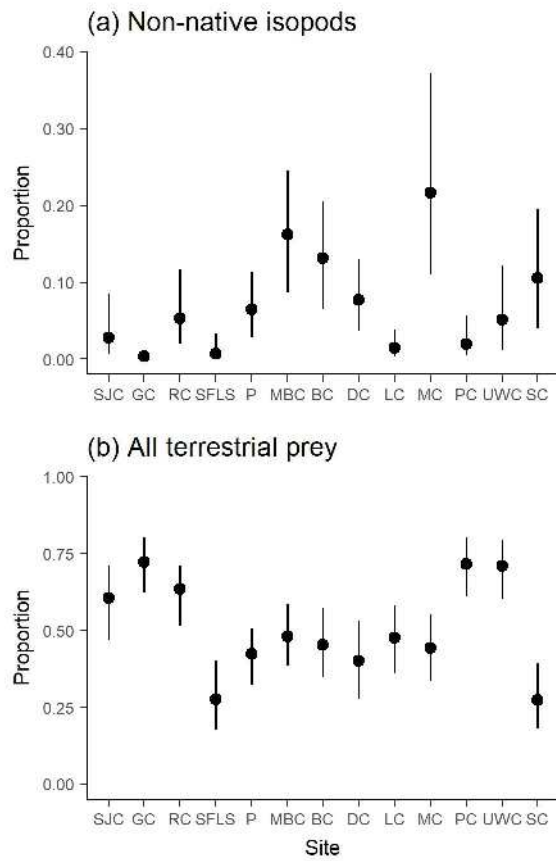 (a) Non-native isopods
0.40
0.30
0.20
0.10
0.00
Proportion
SJC GC RC SFLS P MBC BC DC LC MC PC UWC SC
(b) All terrestrial prey
1.00
0.75
0.50
0.25
0.00
Proportion
SJC GC RC SFLS P MBC BC DC LC MC PC UWC SC
Site